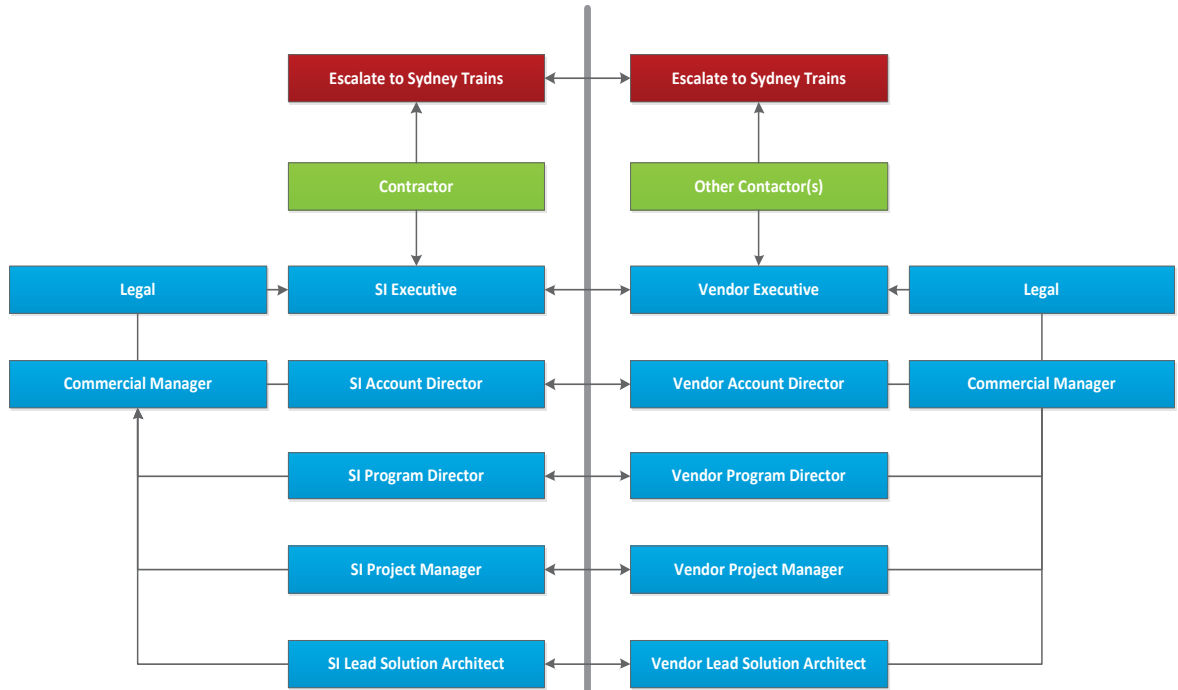 Escalate to Sydney Trains
Escalate to Sydney Trains
Contractor
Other Contactor(s)
Legal
SI Executive
Vendor Executive
Legal
Commercial Manager
SI Account Director
Vendor Account Director
Commercial Manager
SI Program Director
Vendor Program Director
SI Project Manager
Vendor Project Manager
SI Lead Solution Architect
Vendor Lead Solution Architect